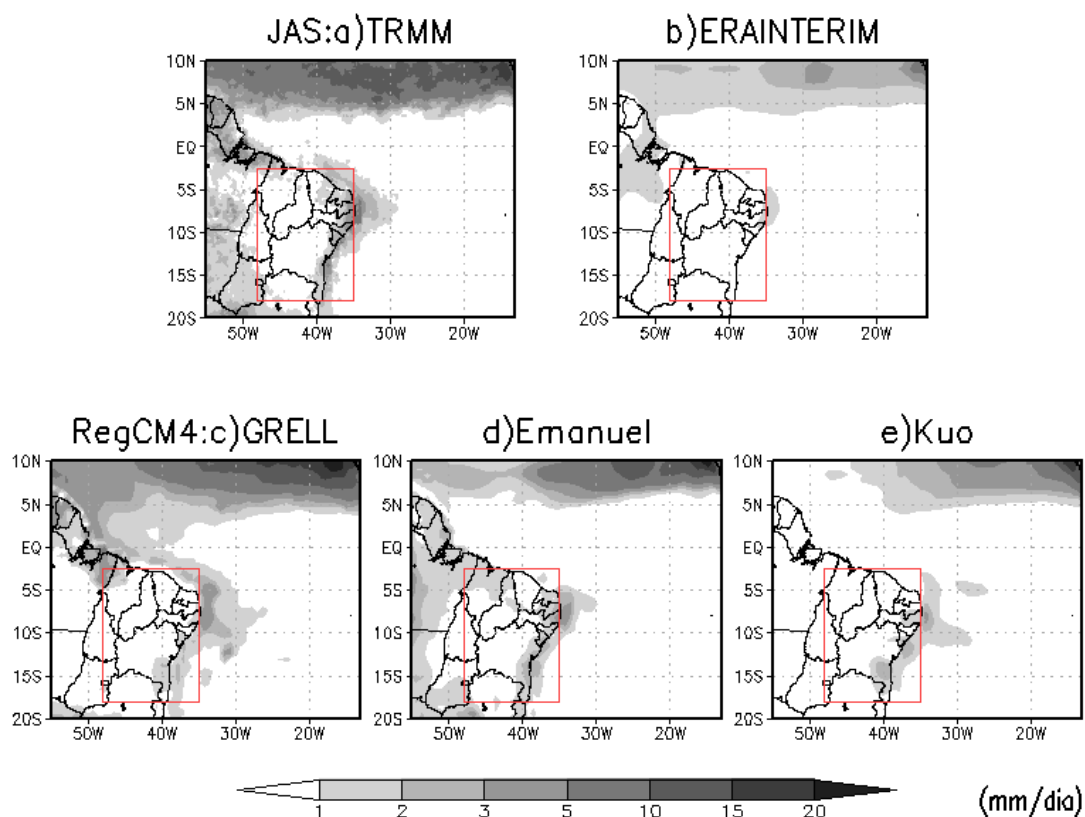 JAS:a)TRMM
b)ERAINTERIM
10N
5N
EQ
5S
10S
15S
20S
50W 40W 30W 20W
10N
5N
EQ
5S
10S
15S
20S
50W 40W 30W 20W
RegCM4:c)GRELL
d)Emanuel
e)Kuo
10N
5N
EQ
5S
10S
15S
20S
50W 40W 30W 20W
10N
5N
EQ
5S
10S
15S
20S
50W 40W 30W 20W
10N
5N
EQ
5S
10S
15S
20S
50W 40W 30W 20W
1 2 3 5 10 15 20
(mm/dia)